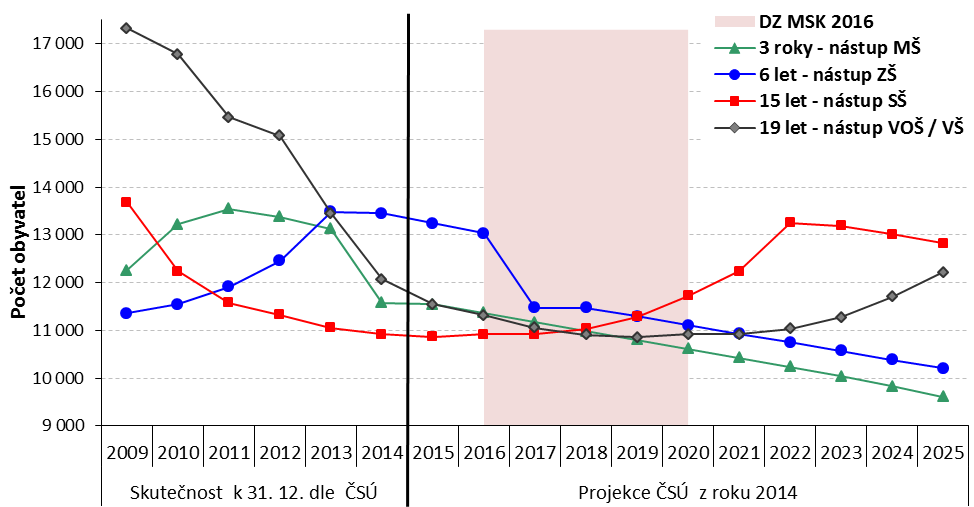 DZ MSK 2016
3 roky - nástup MŠ
6 let - nástup ZŠ
15 let - nástup SŠ
19 let - nástup VOŠ / VŠ
Počet obyvatel
17 000
16 000
15 000
14 000
13 000
12 000
11 000
10 000
9 000
2009 2010 2011 2012 2013 2014 2015 2016 2017 2018 2019 2020 2021 2022 2023 2024 2025
Skutečnost k 31. 12. dle ČSÚ Projekce ČSÚ z roku 2014